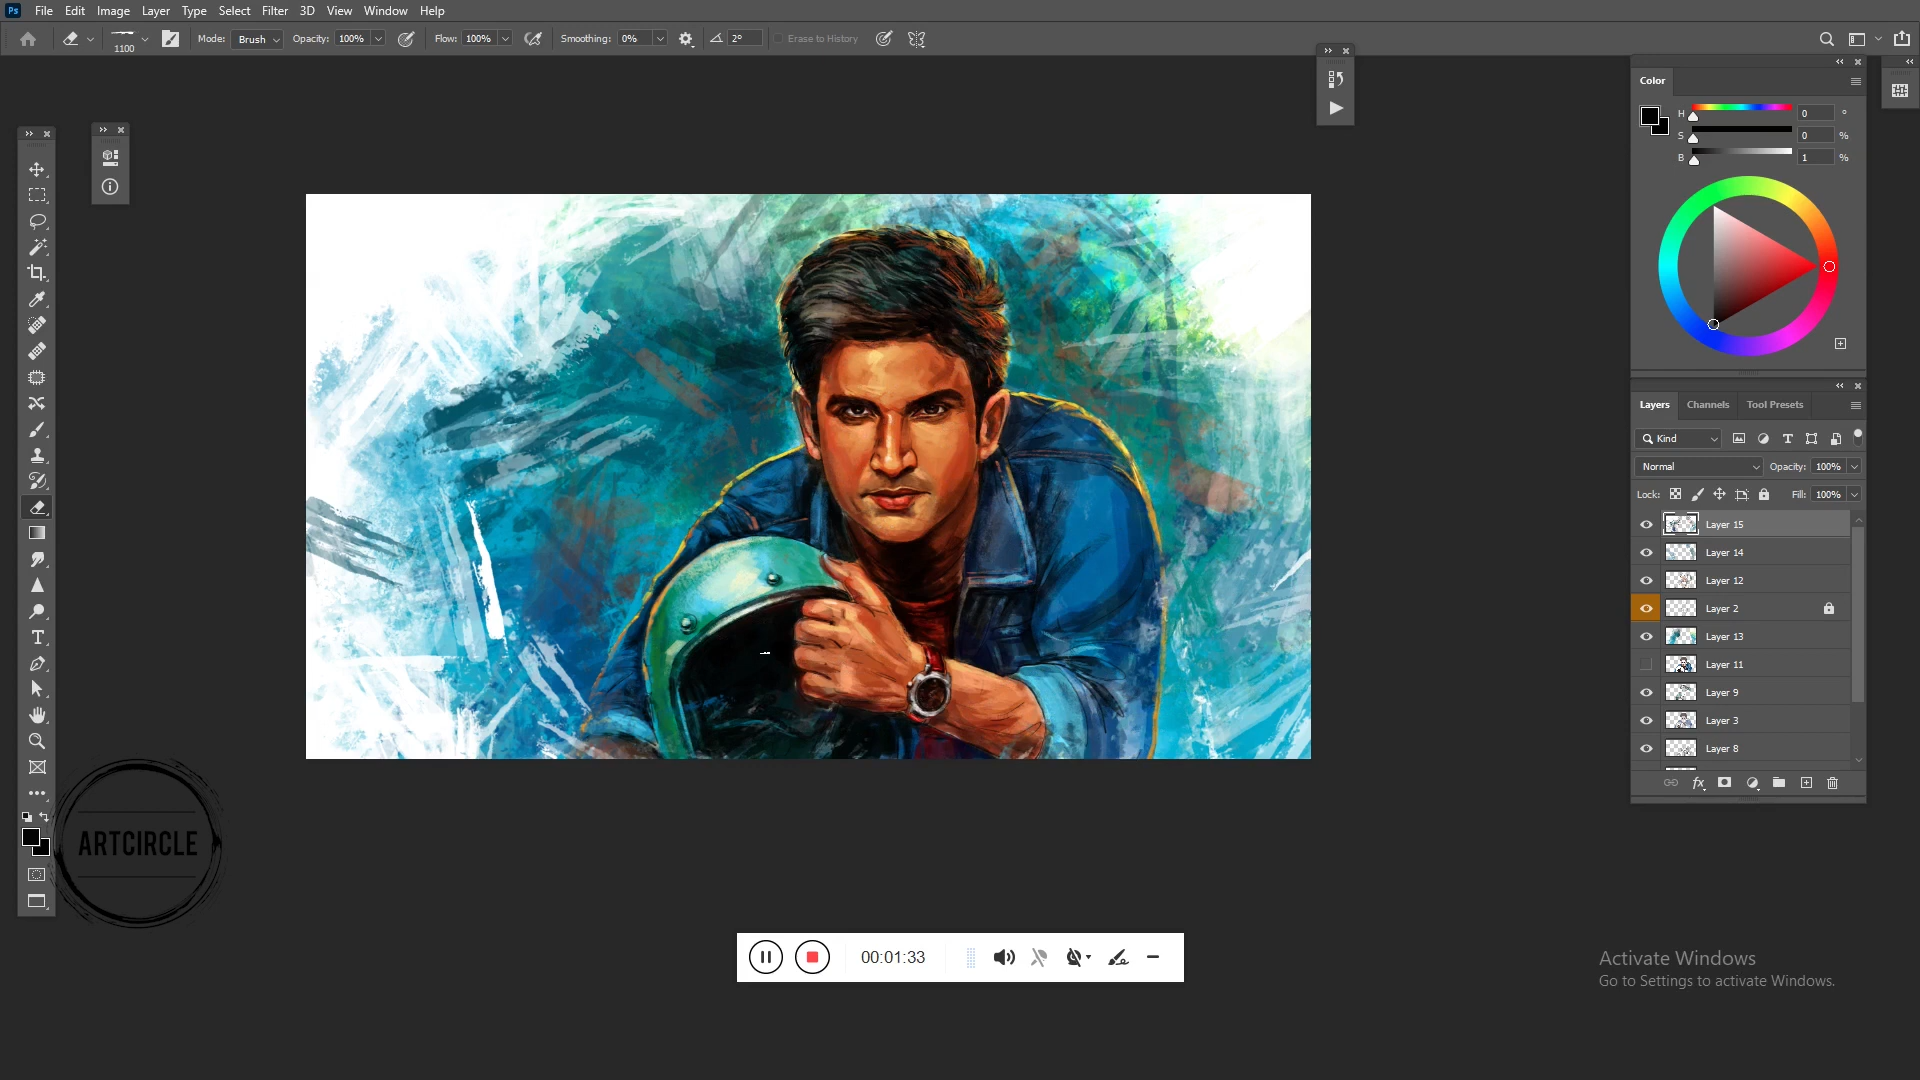 Ps File Edit Image Layer Type Select Filter 3D View Window Help
1100 Mode: Brush Opacity: 100% Flow: 100% Smoothing: 0% 2° Erase to History
Color
H 0 °
S 0 %
B 1 %
Layers Channels Tool Presets
Kind
Normal Opacity: 100%
Lock: Fill: 100%
Layer 15
Layer 14
Layer 12
Layer 2
Layer 13
Layer 11
Layer 9
Layer 3
Layer 8
fx
ARTCIRCLE
00:01:33
Activate Windows
Go to Settings to activate Windows.